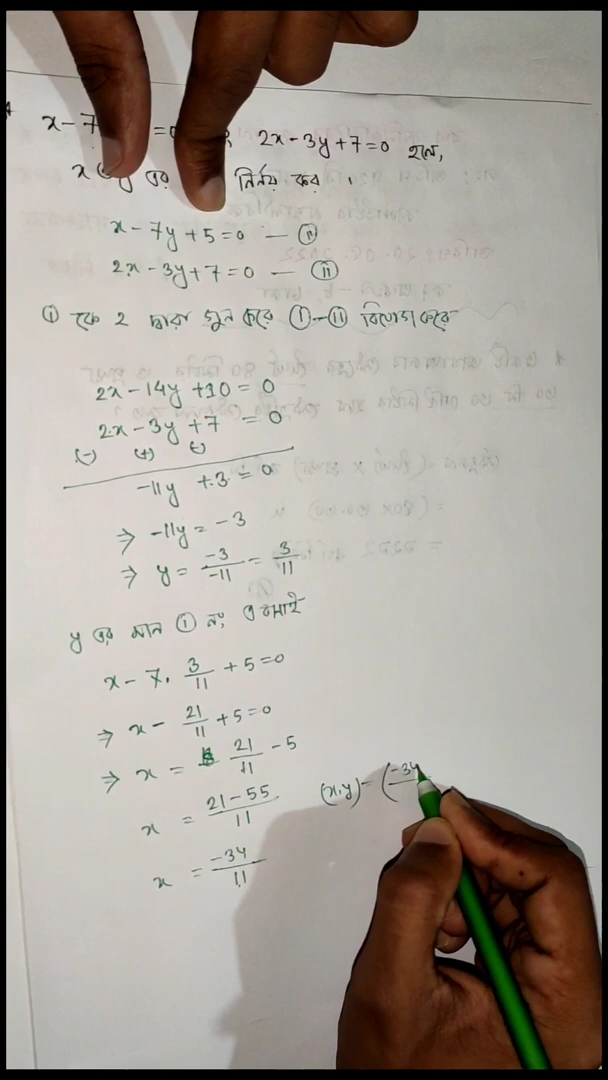 x - 7 = 0 2x - 3y + 7 = 0 হলে,
x ও y এর নির্নয় কর ।
x - 7y + 5 = 0 — (ii)
2x - 3y + 7 = 0 — (ii)
(i) কে 2 দ্বারা গুন করে (i) - (ii) বিয়োগ করে
2x - 14y + 10 = 0
2x - 3y + 7 = 0
(-) (+) (-)
-11y + 3 = 0
⇒ -11y = -3
⇒ y = -3/-11 = 3/11
y এর মান (i) নং এ বসাই
x - 7. 3/11 + 5 = 0
⇒ x - 21/11 + 5 = 0
⇒ x = 21/11 - 5
x = 21-55/11
x = -34/11
(x, y) = (-34